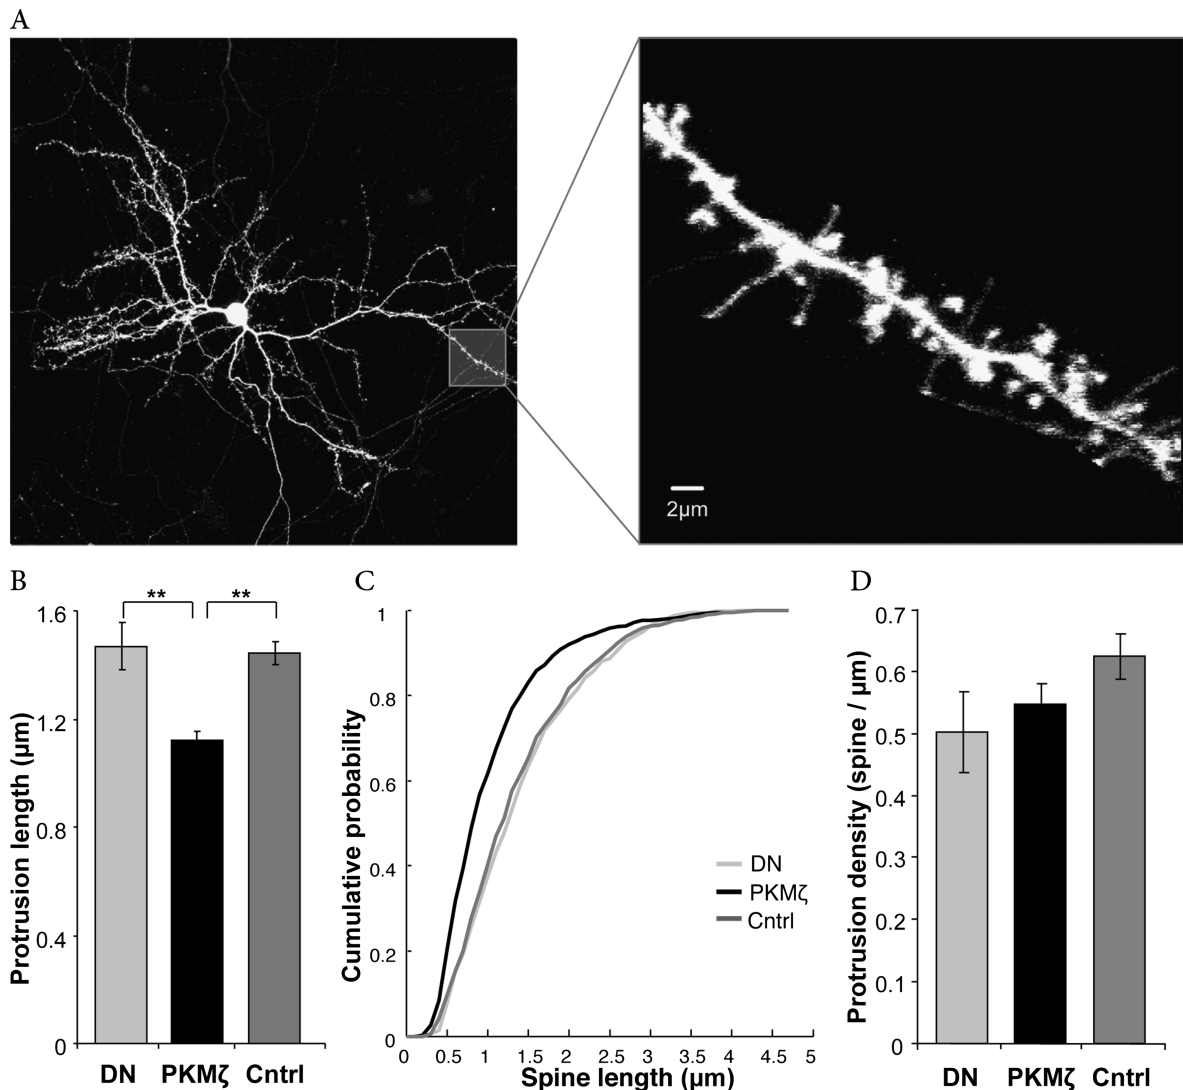 A
2µm
B
Protrusion length (µm)
1.6
1.2
0.8
0.4
0
**
**
DN
PKMζ
Cntrl
C
Cumulative probability
1
0.8
0.6
0.4
0.2
0
0
0.5
1
1.5
2
2.5
3
3.5
4
4.5
5
Spine length (µm)
DN
PKMζ
Cntrl
D
Protrusion density (spine / µm)
0.7
0.6
0.5
0.4
0.3
0.2
0.1
0
DN
PKMζ
Cntrl